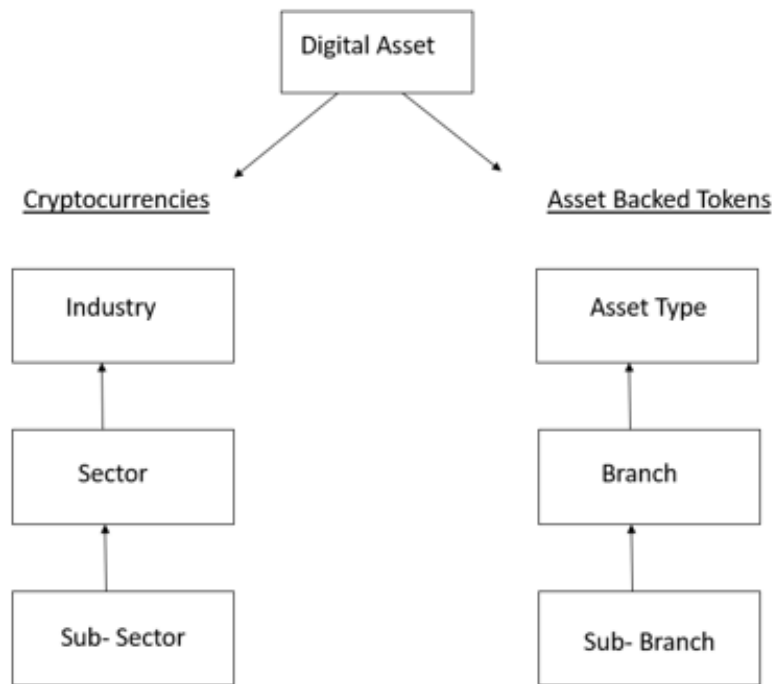 Digital Asset
Cryptocurrencies
Asset Backed Tokens
Industry
Asset Type
Sector
Branch
Sub- Sector
Sub- Branch